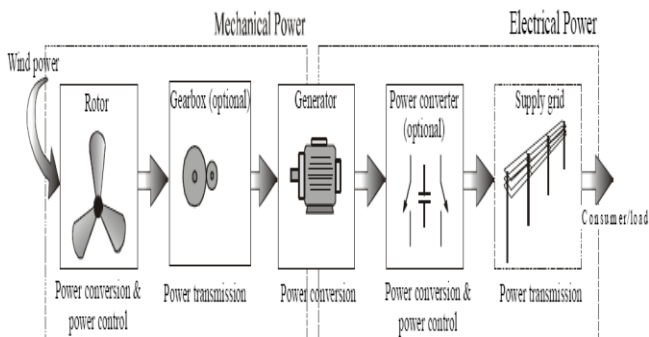 Mechanical Power
Electrical Power
Wind power
Rotor
Gearbox (optional)
Generator
Power converter
(optional)
Supply grid
Consumer/load
Power conversion &
power control
Power transmission
Power conversion
Power conversion &
power control
Power transmission